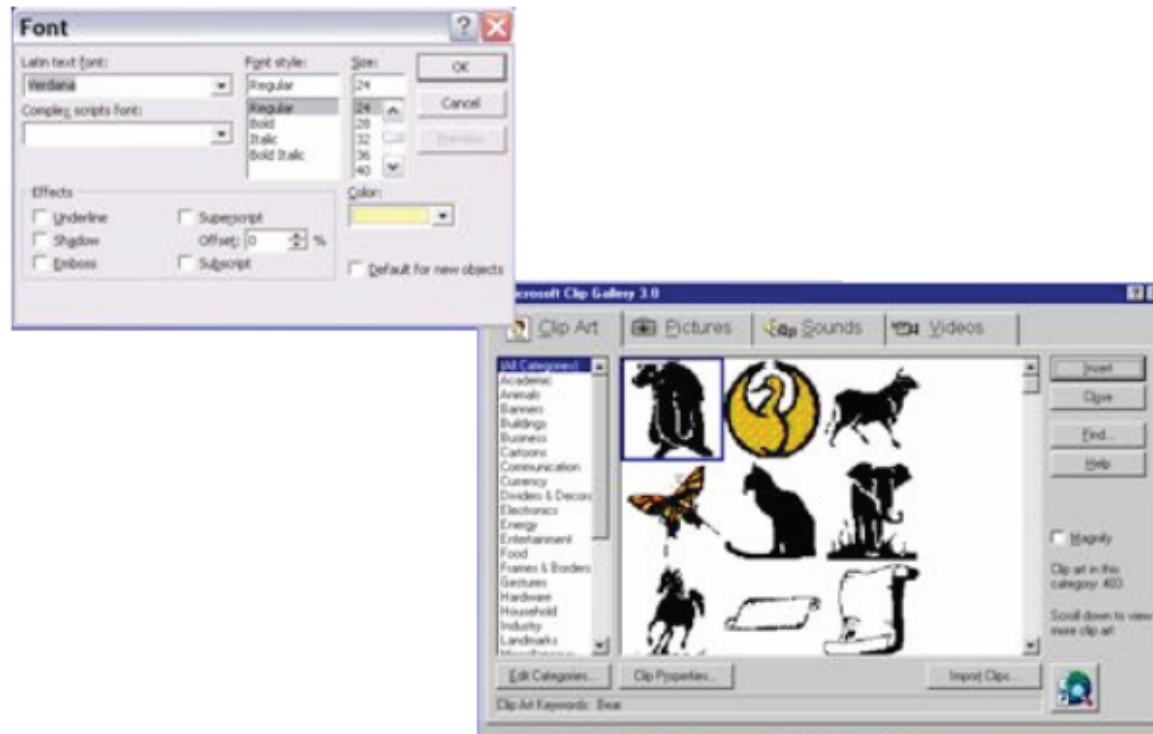 Font
Latin text font:
Font style:
Size:
Verdana
Regular
24
OK
Complex scripts font:
Regular
Bold
Italic
Bold Italic
24
28
32
36
40
Cancel
Preview
Effects
Underline
Shadow
Emboss
Superscript
Offset: 0 %
Subscript
Color:
Default for new objects
Microsoft Clip Gallery 3.0
Clip Art
Pictures
Sounds
Videos
(All Categories)
Academic
Animals
Banners
Buildings
Business
Cartoons
Communication
Currency
Dividers & Decora
Electronics
Energy
Entertainment
Food
Frames & Borders
Gestures
Hardware
Household
Industry
Landmarks
Insert
Close
Find...
Help
Magnify
Clip art in this
category: 403
Scroll down to view
more clip art
Edit Categories...
Clip Properties...
Import Clips...
Clip Art Keywords: Bear